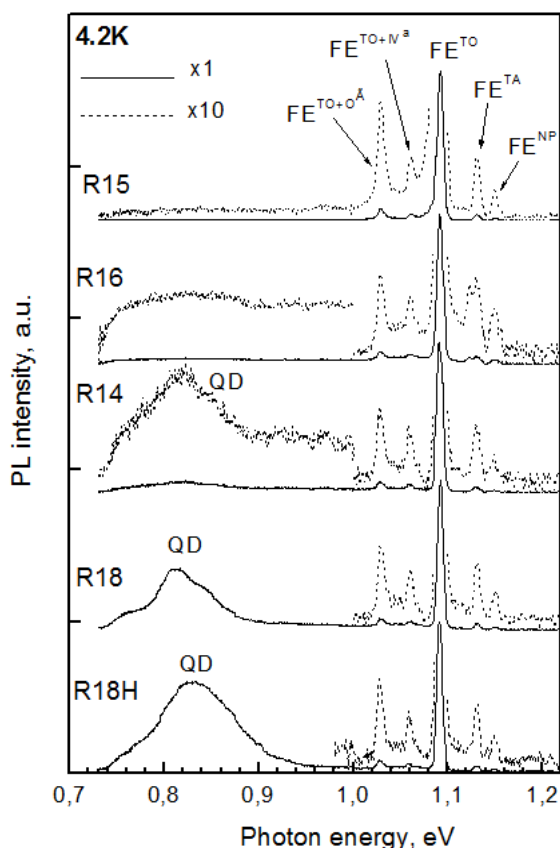 4.2K
x1
x10
FE^TO+O^Å
FE^TO+IV^a
FE^TO
FE^TA
FE^NP
R15
R16
R14
QD
R18
QD
R18H
QD
PL intensity, a.u.
0,7 0,8 0,9 1,0 1,1 1,2
Photon energy, eV